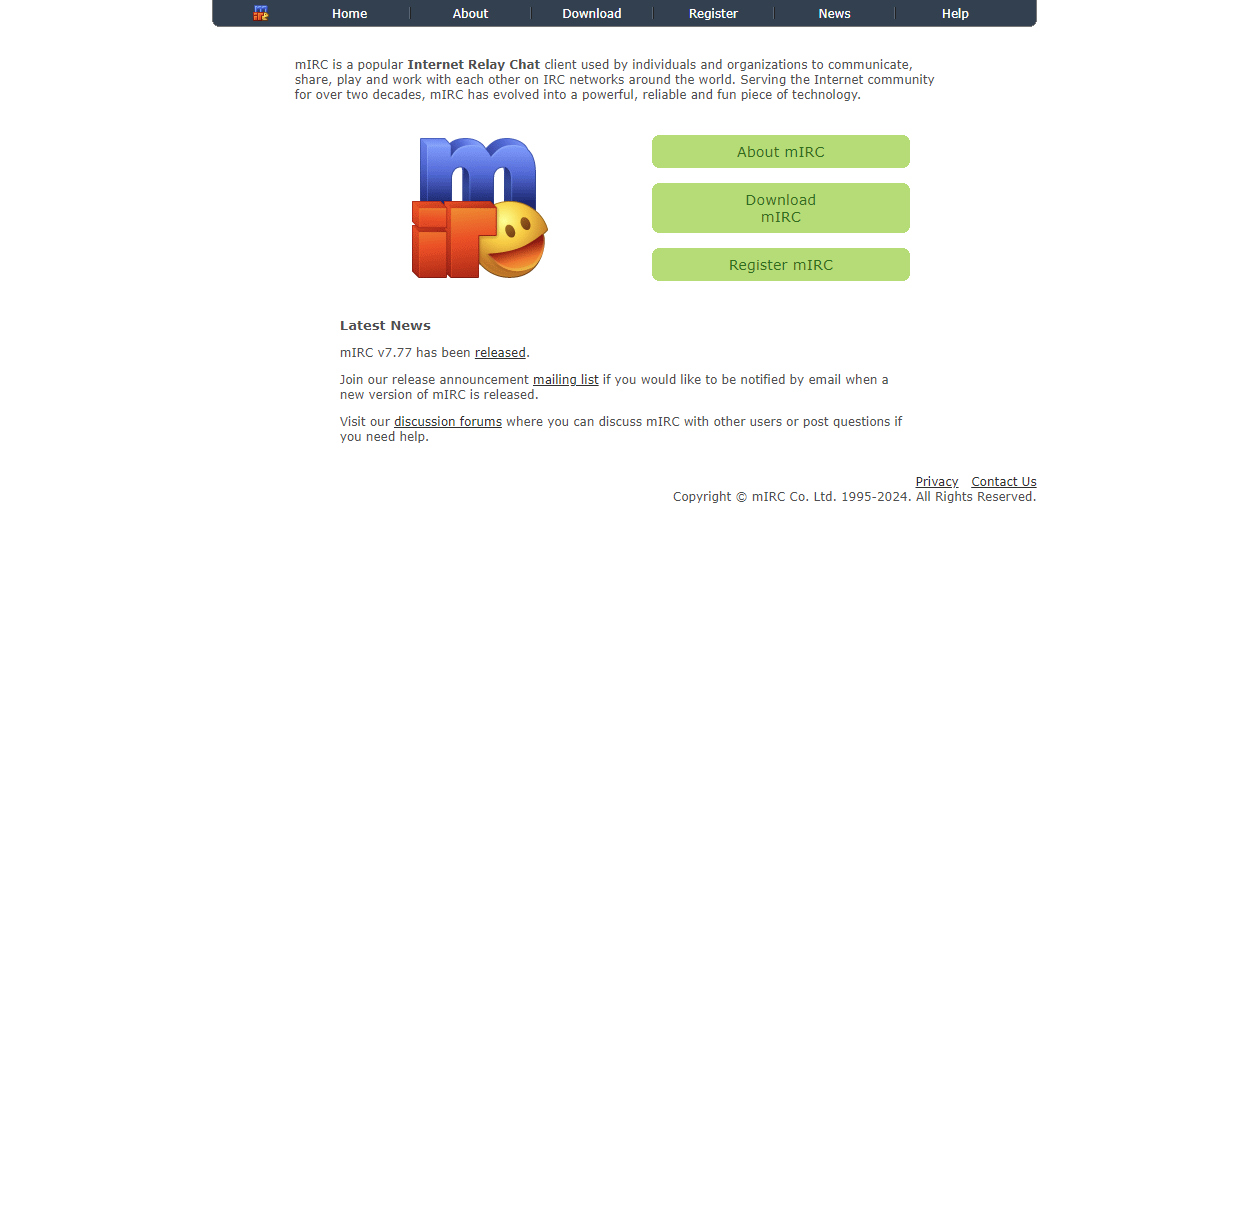 Home About Download Register News Help
mIRC is a popular Internet Relay Chat client used by individuals and organizations to communicate,
share, play and work with each other on IRC networks around the world. Serving the Internet community
for over two decades, mIRC has evolved into a powerful, reliable and fun piece of technology.
mirc
About mIRC
Download
mIRC
Register mIRC
Latest News
mIRC v7.77 has been released.
Join our release announcement mailing list if you would like to be notified by email when a
new version of mIRC is released.
Visit our discussion forums where you can discuss mIRC with other users or post questions if
you need help.
Privacy Contact Us
Copyright © mIRC Co. Ltd. 1995-2024. All Rights Reserved.